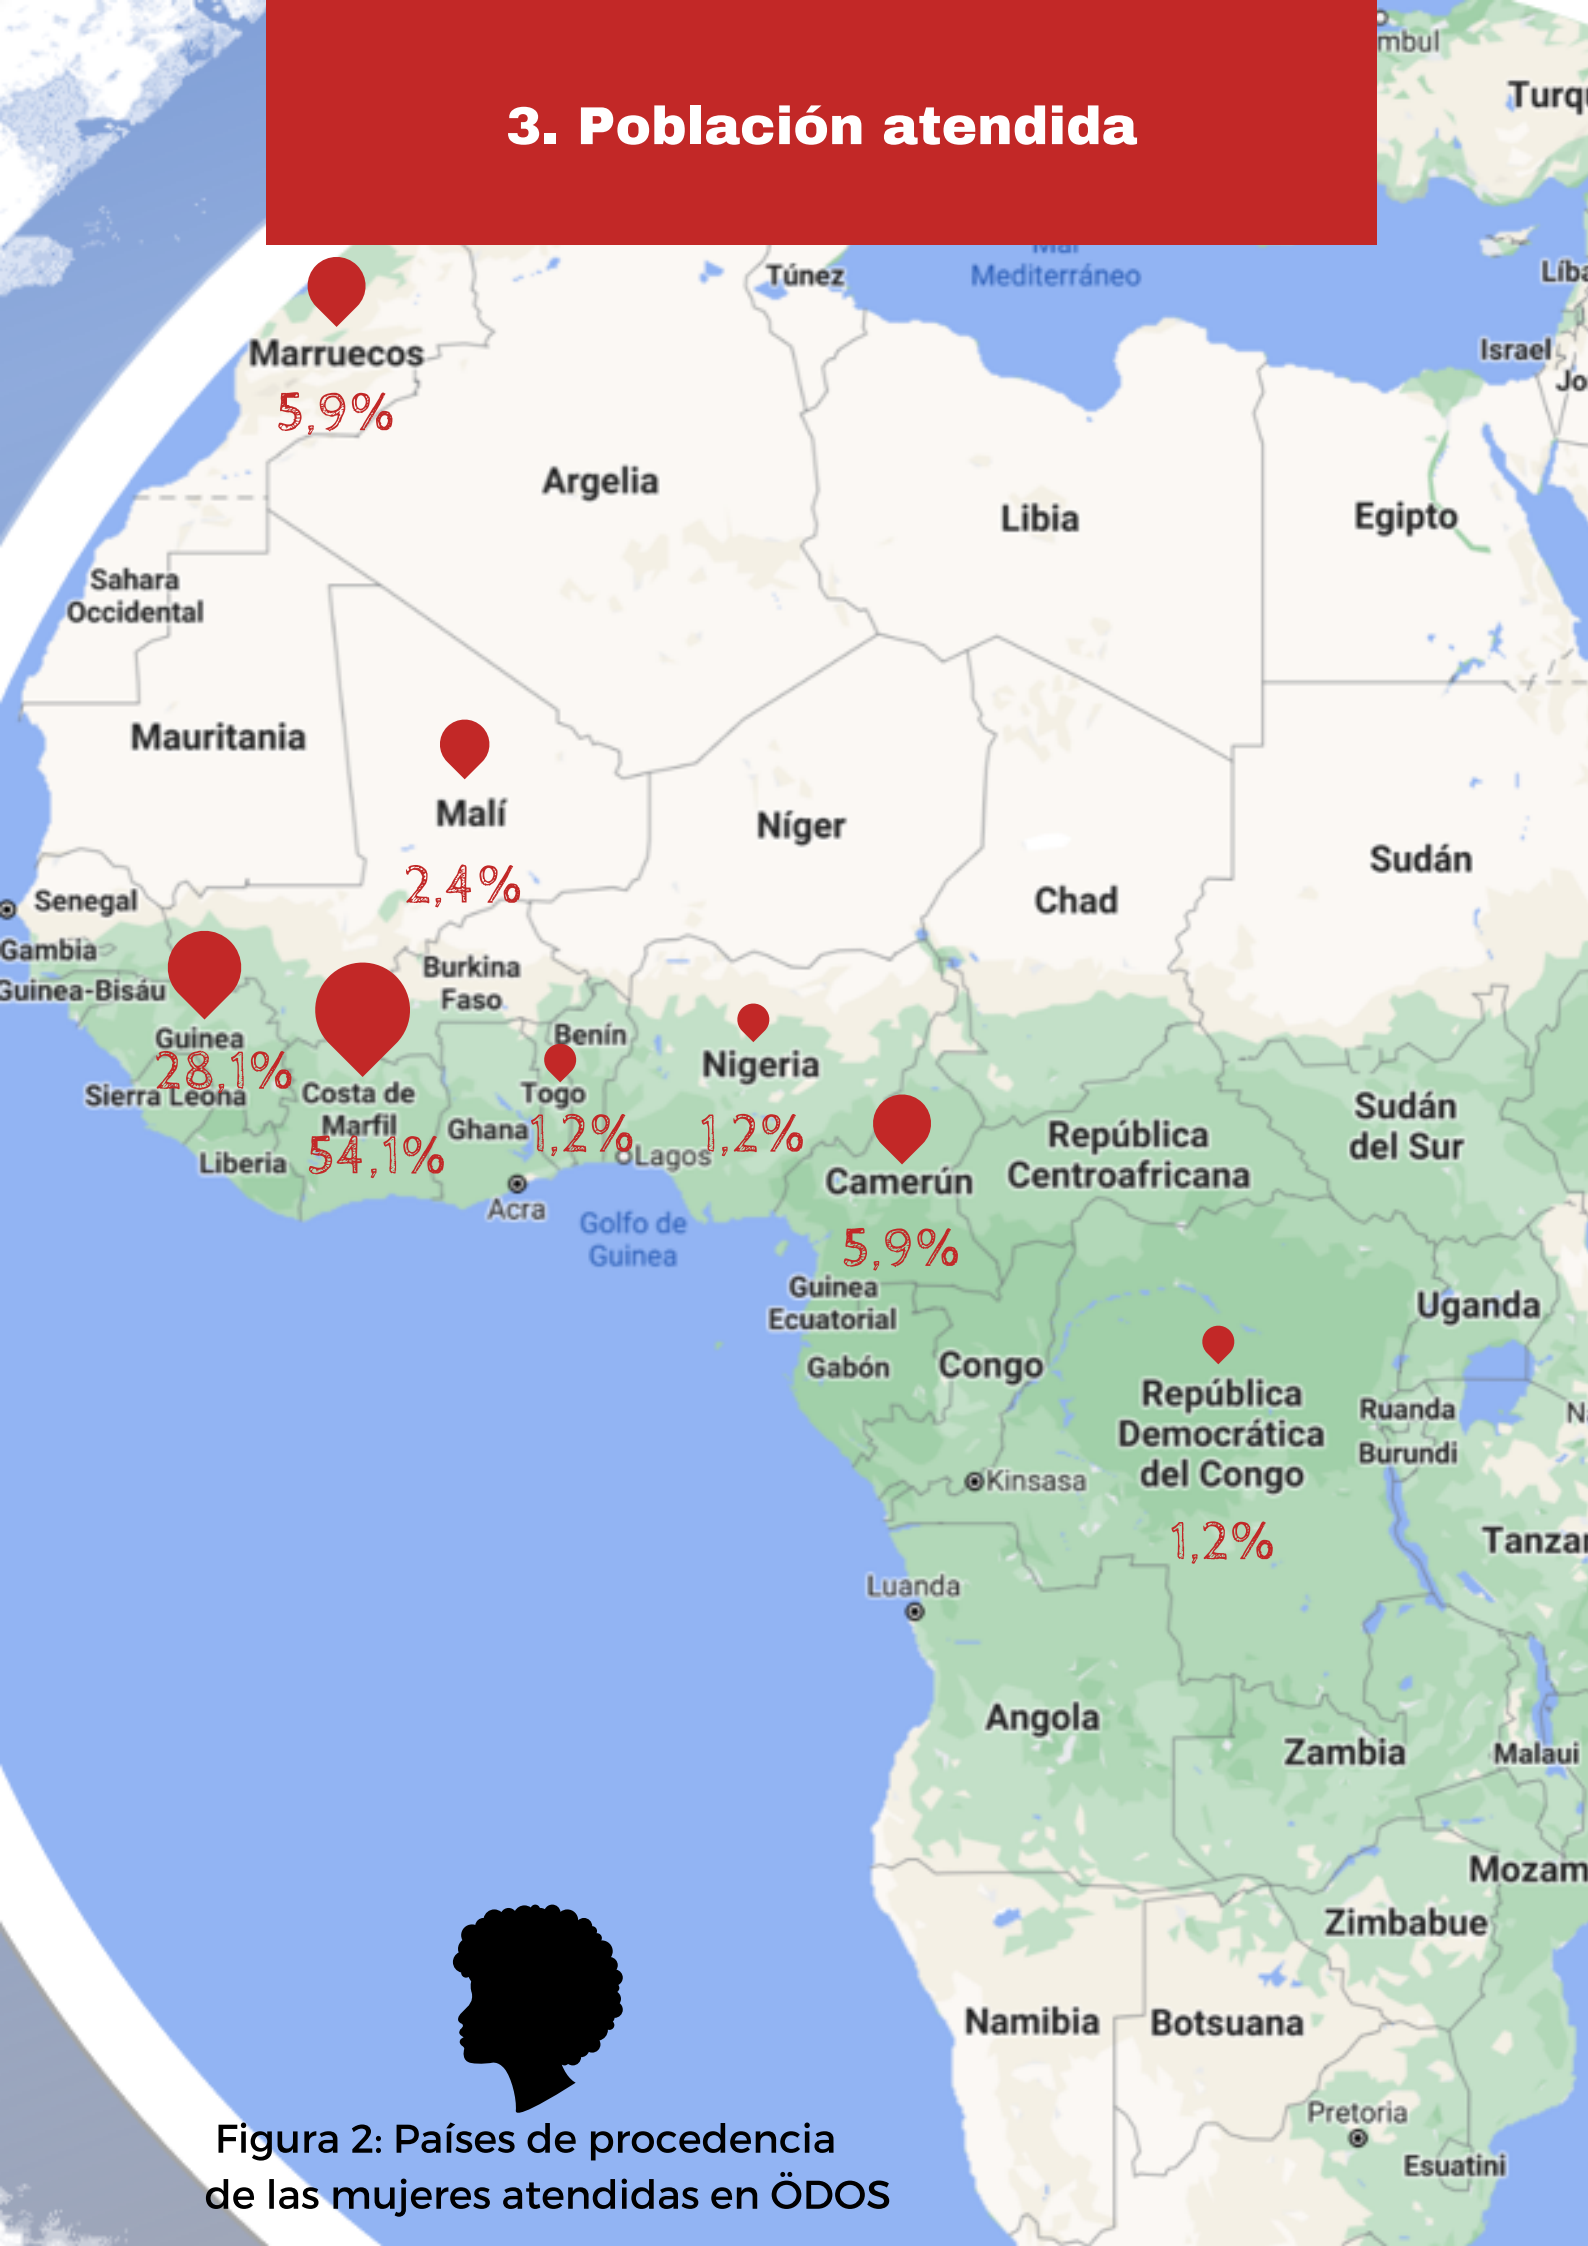 3. Población atendida
mbul
Túnez
Mediterráneo
Israel
Marruecos
5,9%
Argelia
Libia
Egipto
Sahara
Occidental
Mauritania
Malí
2,4%
Níger
Chad
Sudán
Senegal
Gambia
Guinea-Bisáu
Burkina
Faso
Guinea
28,1%
Sierra Leona
Costa de
Marfil
54,1%
Liberia
Ghana
Acra
Benín
Togo
1,2%
Lagos
Nigeria
1,2%
Golfo de
Guinea
Camerún
5,9%
República
Centroafricana
Sudán
del Sur
Guinea
Ecuatorial
Gabón
Congo
Uganda
República
Democrática
del Congo
1,2%
Ruanda
Burundi
Kinsasa
Tanza
Luanda
Angola
Zambia
Malaui
Mozam
Zimbabue
Namibia
Botsuana
Pretoria
Esuatini
Figura 2: Países de procedencia
de las mujeres atendidas en ÖDOS